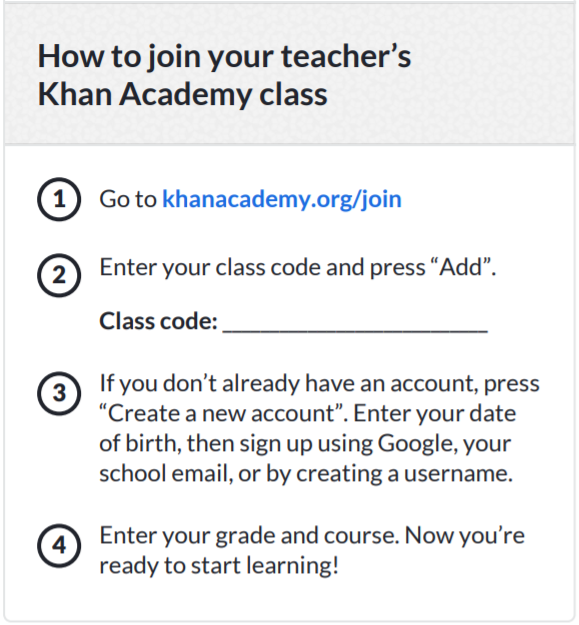 How to join your teacher’s
Khan Academy class
1 Go to khanacademy.org/join
2 Enter your class code and press “Add”.
Class code: ______________________
3 If you don’t already have an account, press
“Create a new account”. Enter your date
of birth, then sign up using Google, your
school email, or by creating a username.
4 Enter your grade and course. Now you’re
ready to start learning!